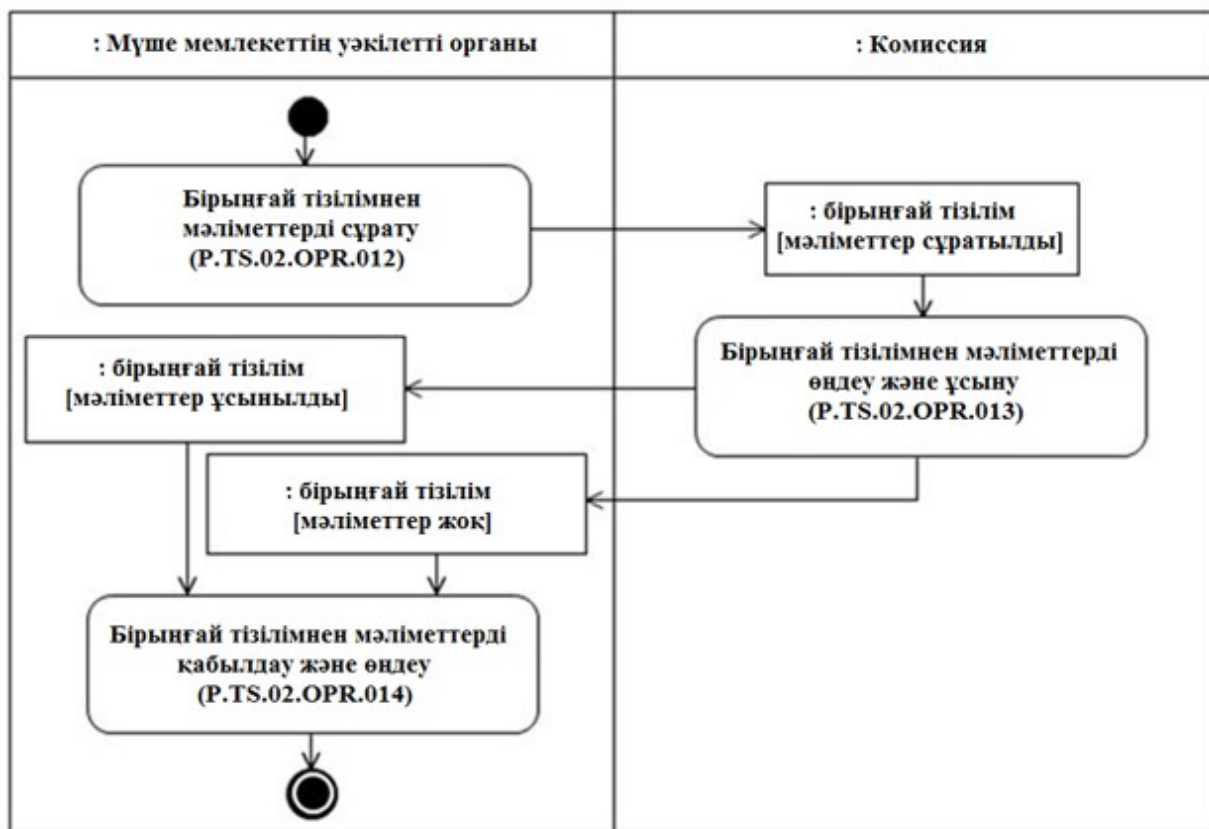 : Мүше мемлекеттің уәкілетті органы
: Комиссия
Бірыңғай тізілімнен
мәліметтерді сұрату
(P.TS.02.OPR.012)
: бірыңғай тізілім
[мәліметтер сұратылды]
Бірыңғай тізілімнен мәліметтерді
өңдеу және ұсыну
(P.TS.02.OPR.013)
: бірыңғай тізілім
[мәліметтер ұсынылды]
: бірыңғай тізілім
[мәліметтер жоқ]
Бірыңғай тізілімнен мәліметтерді
қабылдау және өңдеу
(P.TS.02.OPR.014)